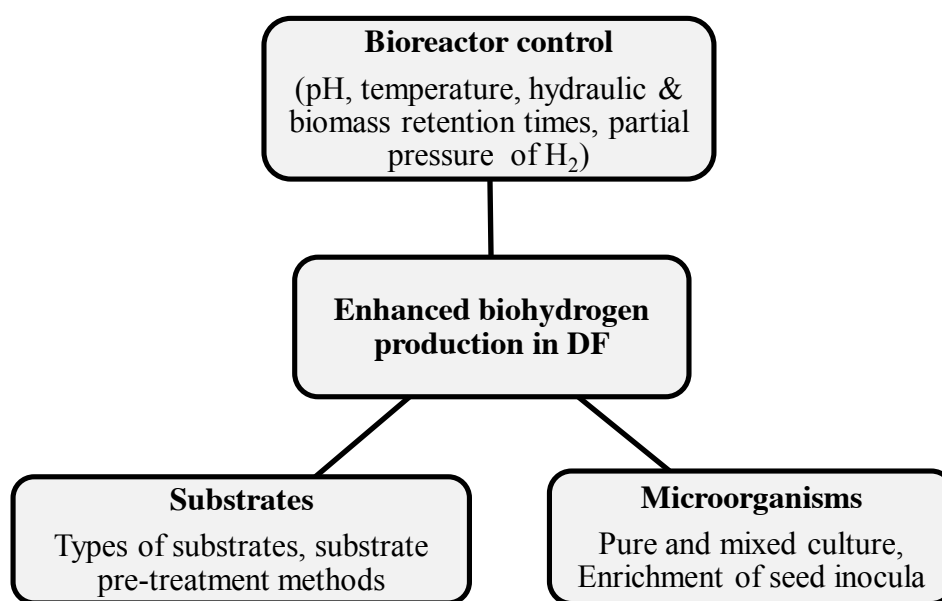 Bioreactor control
(pH, temperature, hydraulic &
biomass retention times, partial
pressure of H₂)
Enhanced biohydrogen
production in DF
Substrates
Types of substrates, substrate
pre-treatment methods
Microorganisms
Pure and mixed culture,
Enrichment of seed inocula